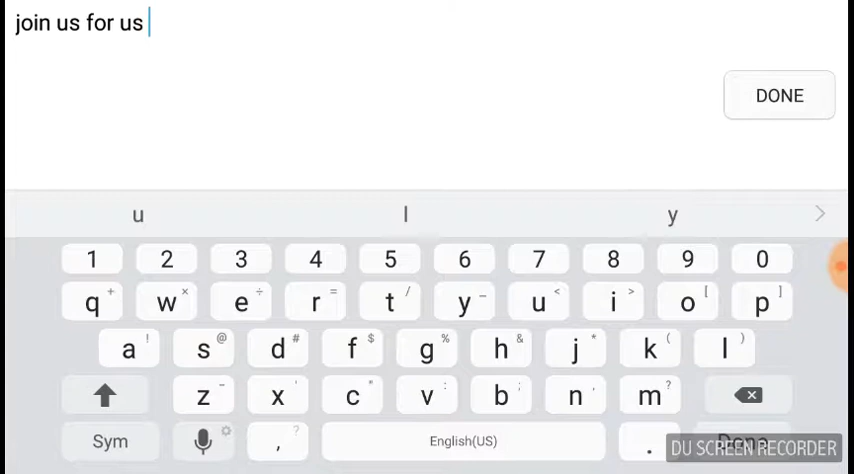 join us for us
DONE
u l y >
1 2 3 4 5 6 7 8 9 0
q + w × e ÷ r = t / y _ u < i > o [ p ]
a ! s @ d # f $ g % h & j * k ( l )
z - x ' c " v : b ; n , m ?
Sym , ? English(US) .
DU SCREEN RECORDER